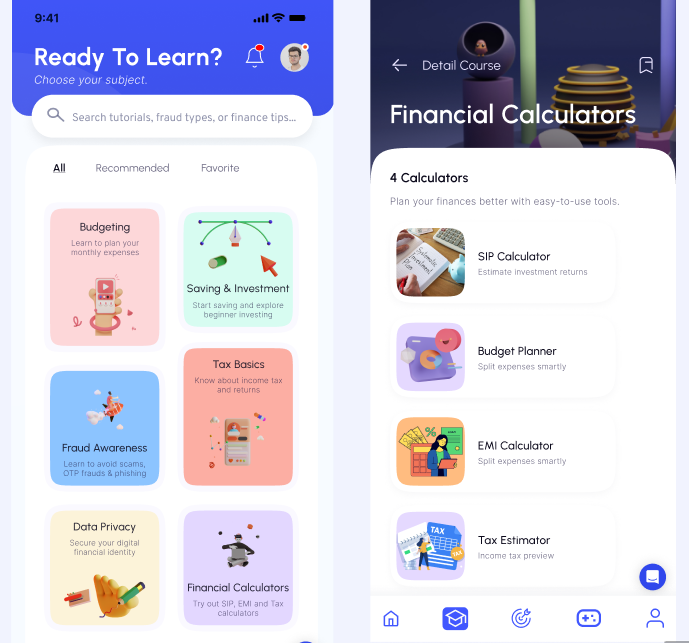 9:41
Ready To Learn?
Choose your subject.
Search tutorials, fraud types, or finance tips...
All Recommended Favorite
Budgeting
Learn to plan your
monthly expenses
Saving & Investment
Start saving and explore
beginner investing
Tax Basics
Know about income tax
and returns
Fraud Awareness
Learn to avoid scams,
OTP frauds & phishing
Data Privacy
Secure your digital
financial identity
Financial Calculators
Try out SIP, EMI and Tax
calculators
Detail Course
Financial Calculators
4 Calculators
Plan your finances better with easy-to-use tools.
Systematic
Investment
Plan
SIP Calculator
Estimate investment returns
Budget Planner
Split expenses smartly
%
EMI Calculator
Split expenses smartly
TAX
TAX
Tax Estimator
Income tax preview